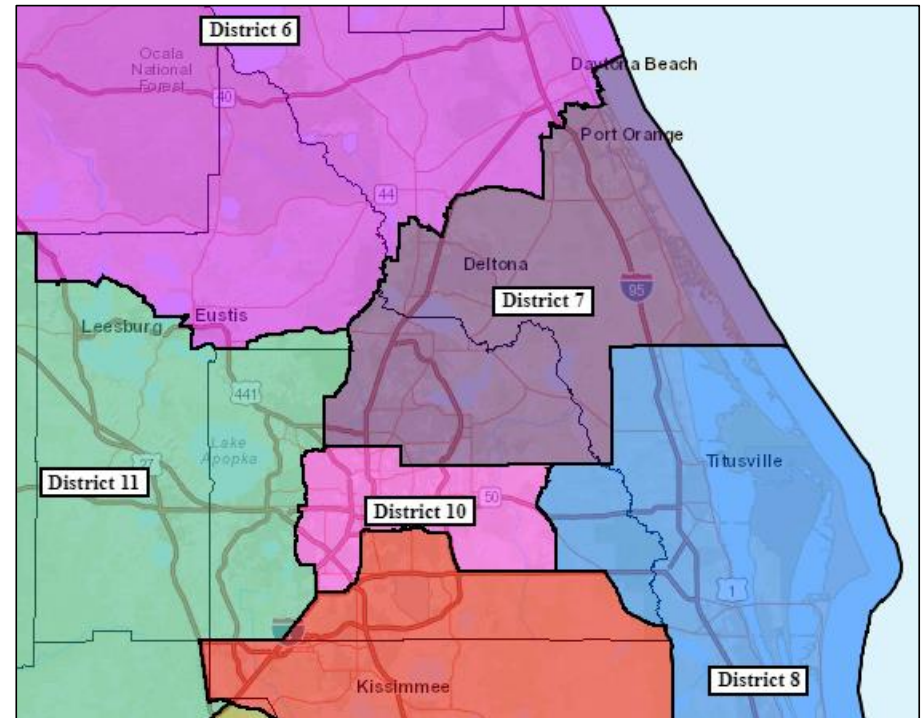 District 6
Ocala
National
Forest
Daytona Beach
40
Port Orange
44
Deltona
District 7
95
Eustis
Leesburg
441
Lake
Apopka
27
Titusville
District 11
50
District 10
1
Kissimmee
District 8